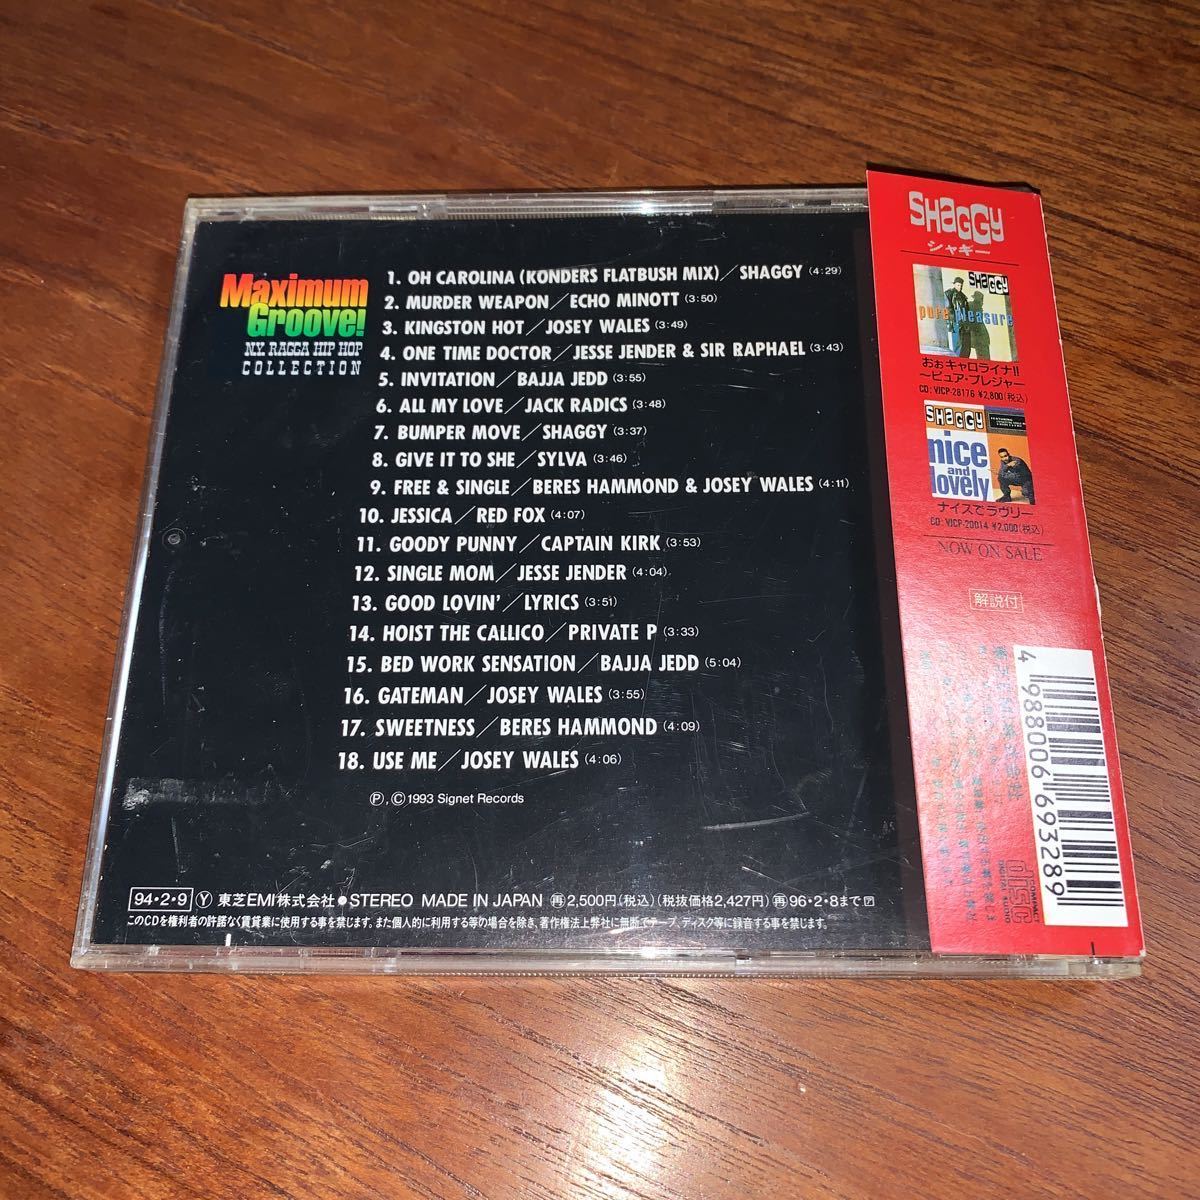 Maximum
Groove!
N.Y. RAGGA HIP HOP
COLLECTION
1. OH CAROLINA (KONDERS FLATBUSH MIX)／SHAGGY (4:29)
2. MURDER WEAPON／ECHO MINOTT (3:50)
3. KINGSTON HOT／JOSEY WALES (3:49)
4. ONE TIME DOCTOR／JESSE JENDER & SIR RAPHAEL (3:43)
5. INVITATION／BAJJA JEDD (3:55)
6. ALL MY LOVE／JACK RADICS (3:48)
7. BUMPER MOVE／SHAGGY (3:37)
8. GIVE IT TO SHE／SYLVA (3:46)
9. FREE & SINGLE／BERES HAMMOND & JOSEY WALES (4:11)
10. JESSICA／RED FOX (4:07)
11. GOODY PUNNY／CAPTAIN KIRK (3:53)
12. SINGLE MOM／JESSE JENDER (4:04)
13. GOOD LOVIN'／LYRICS (3:51)
14. HOIST THE CALLICO／PRIVATE P (3:33)
15. BED WORK SENSATION／BAJJA JEDD (5:04)
16. GATEMAN／JOSEY WALES (3:55)
17. SWEETNESS／BERES HAMMOND (4:09)
18. USE ME／JOSEY WALES (4:06)
Ⓟ,Ⓒ1993 Signet Records
94・2・9 Ⓨ 東芝EMI株式会社 ●STEREO MADE IN JAPAN 再2,500円(税込)(税抜価格2,427円)再96・2・8まで
このCDを権利者の許諾なく賃貸業に使用する事を禁じます。また個人的に利用する等の場合を除き、著作権法上弊社に無断でテープ、ディスク等に録音する事を禁じます。
SHaGGy
シャギー
SHaGGy
pure pleasure
おぉキャロライナ!!
〜ピュア・プレジャー
CD: VJCP-28176 ¥2,800(税込)
SHaGGy
nice
and
lovely
ナイスでラヴリー
CD: VJCP-20014 ¥2,000(税込)
NOW ON SALE
解説付
4 988006 693289
COMPACT
disc
DIGITAL AUDIO